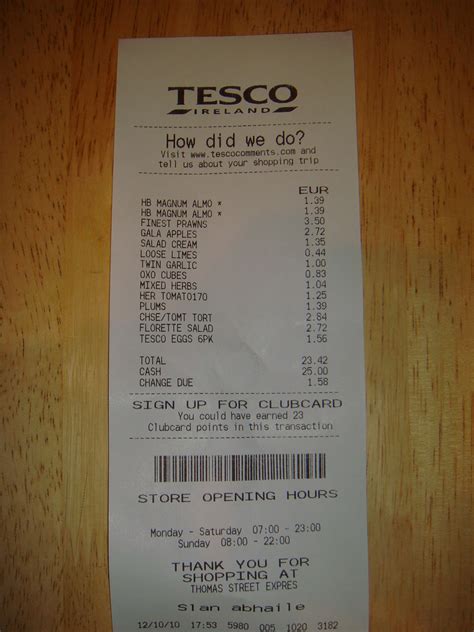 TESCO
IRELAND
How did we do?
Visit www.tescocomments.com and
tell us about your shopping trip
EUR
HB MAGNUM ALMO * 1.39
HB MAGNUM ALMO * 1.39
FINEST PRAWNS 3.50
GALA APPLES 2.72
SALAD CREAM 1.35
LOOSE LIMES 0.44
TWIN GARLIC 1.00
OXO CUBES 0.83
MIXED HERBS 1.04
HER TOMATO170 1.25
PLUMS 1.39
CHSE/TOMT TORT 2.84
FLORETTE SALAD 2.72
TESCO EGGS 6PK 1.56
TOTAL 23.42
CASH 25.00
CHANGE DUE 1.58
SIGN UP FOR CLUBCARD
You could have earned 23
Clubcard points in this transaction
STORE OPENING HOURS
Monday - Saturday 07:00 - 23:00
Sunday 08:00 - 22:00
THANK YOU FOR
SHOPPING AT
THOMAS STREET EXPRES
Slan abhaile
12/10/10 17:53 5980 005 1020 3182